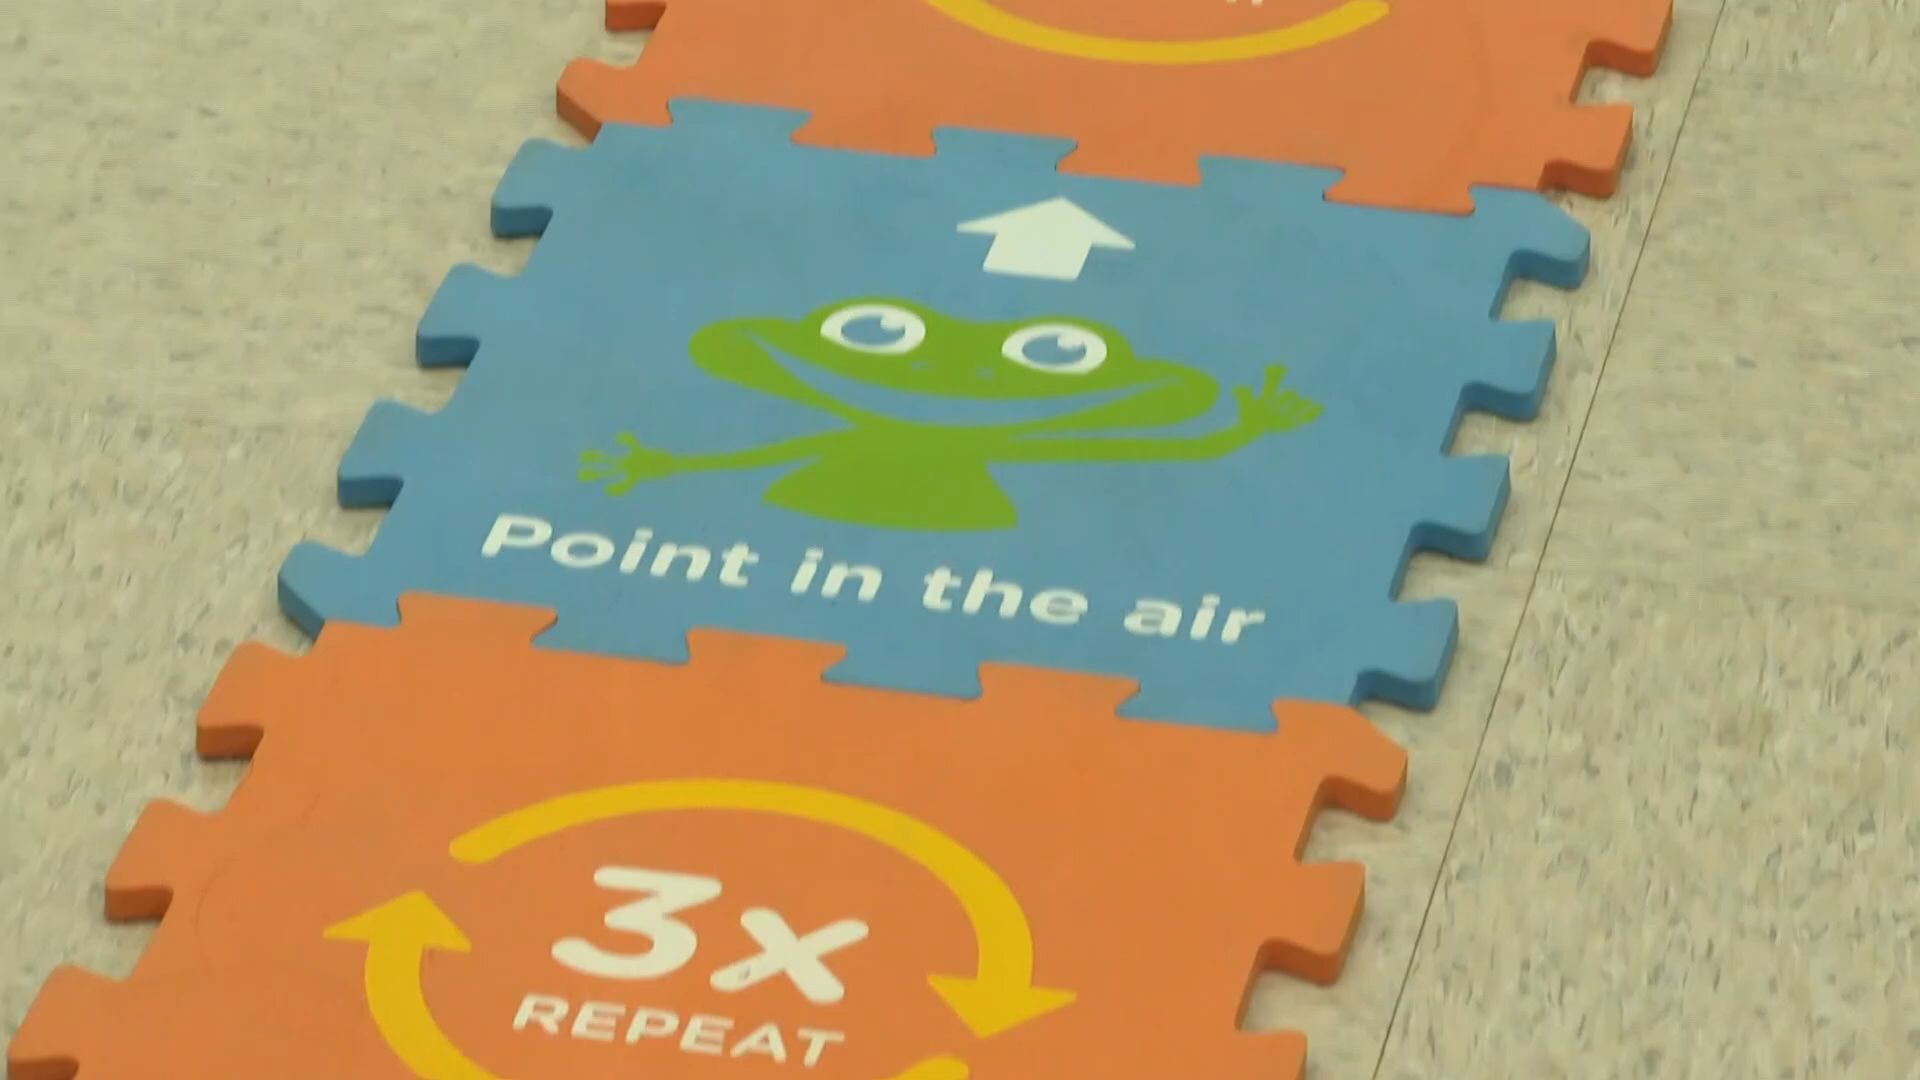 Point in the air
3x
REPEAT